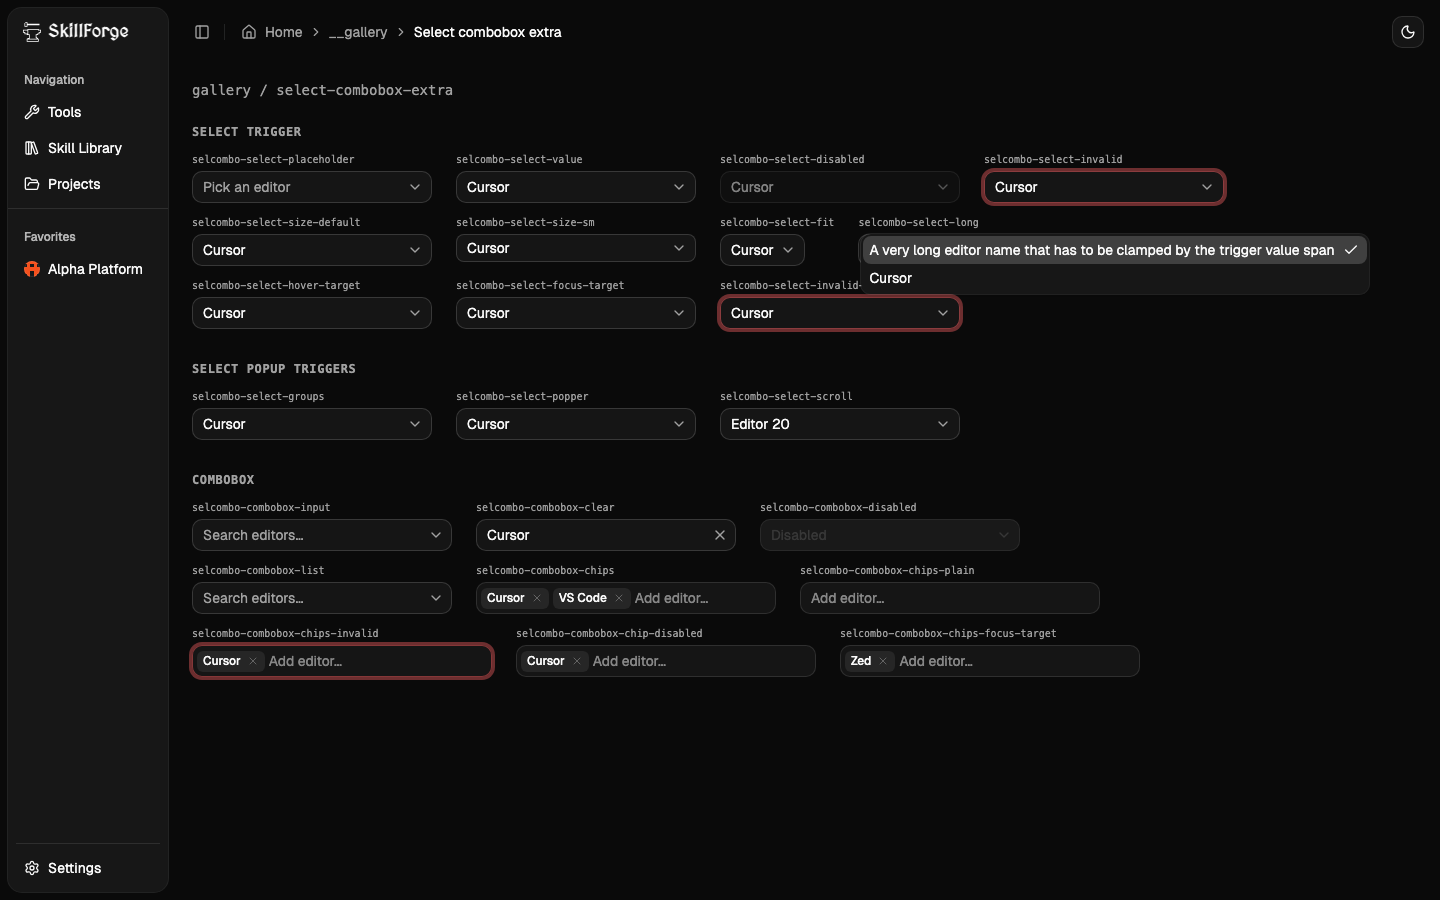 SkillForge
Home > __gallery > Select combobox extra
Navigation
Tools
Skill Library
Projects
Favorites
Alpha Platform
Settings
gallery / select-combobox-extra
SELECT TRIGGER
selcombo-select-placeholder
Pick an editor
selcombo-select-value
Cursor
selcombo-select-disabled
Cursor
selcombo-select-invalid
Cursor
selcombo-select-size-default
Cursor
selcombo-select-size-sm
Cursor
selcombo-select-fit
Cursor
selcombo-select-long
A very long editor name that has to be clamped by the trigger value span
Cursor
selcombo-select-hover-target
Cursor
selcombo-select-focus-target
Cursor
selcombo-select-invalid-
Cursor
SELECT POPUP TRIGGERS
selcombo-select-groups
Cursor
selcombo-select-popper
Cursor
selcombo-select-scroll
Editor 20
COMBOBOX
selcombo-combobox-input
Search editors...
selcombo-combobox-clear
Cursor
selcombo-combobox-disabled
Disabled
selcombo-combobox-list
Search editors...
selcombo-combobox-chips
Cursor VS Code Add editor...
selcombo-combobox-chips-plain
Add editor...
selcombo-combobox-chips-invalid
Cursor Add editor...
selcombo-combobox-chip-disabled
Cursor Add editor...
selcombo-combobox-chips-focus-target
Zed Add editor...